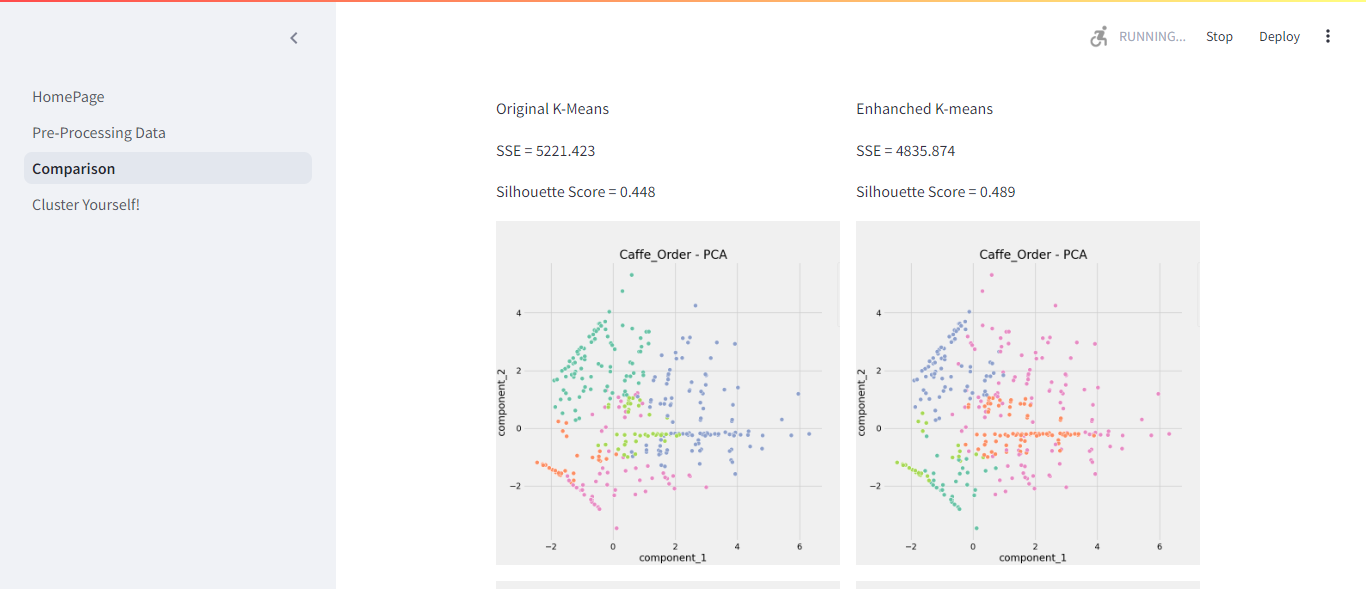 RUNNING...
Stop
Deploy
HomePage
Pre-Processing Data
Comparison
Cluster Yourself!
Original K-Means
SSE = 5221.423
Silhouette Score = 0.448
Caffe_Order - PCA
component_2
4
2
0
−2
−2 0 2 4 6
component_1
Enhanched K-means
SSE = 4835.874
Silhouette Score = 0.489
Caffe_Order - PCA
component_2
4
2
0
−2
−2 0 2 4 6
component_1